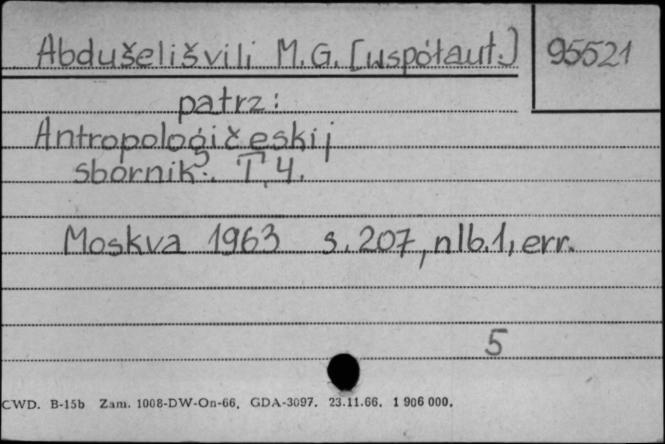 Abdušelišvili M.G. [współaut.) 95521
patrz:
Antropologičeskij
sbornik. T. 4.
Moskva 1963 s. 207, nlb. 1, err.
5
CWD. B-15b Zam. 1008-DW-On-66. GDA-3097. 23.11.66. 1 906 000.